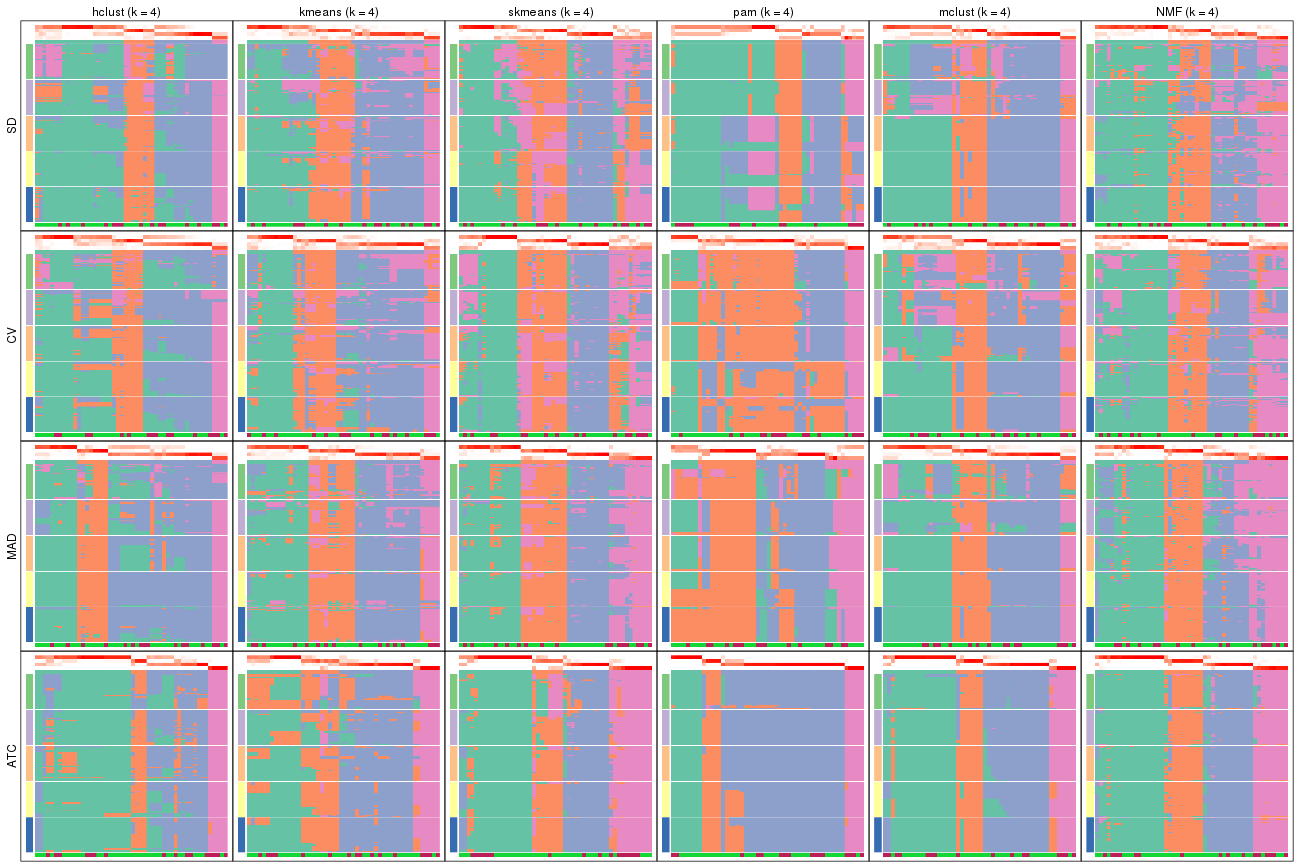 hclust (k = 4) kmeans (k = 4) skmeans (k = 4) pam (k = 4) mclust (k = 4) NMF (k = 4)
SD
CV
MAD
ATC